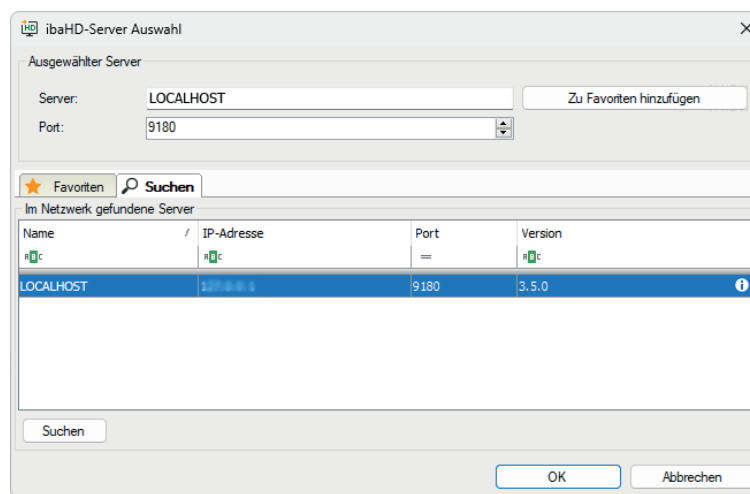 ibaHD-Server Auswahl
Ausgewählter Server
Server: LOCALHOST Zu Favoriten hinzufügen
Port: 9180
Favoriten Suchen
Im Netzwerk gefundene Server
Name IP-Adresse Port Version
LOCALHOST 9180 3.5.0
Suchen
OK Abbrechen